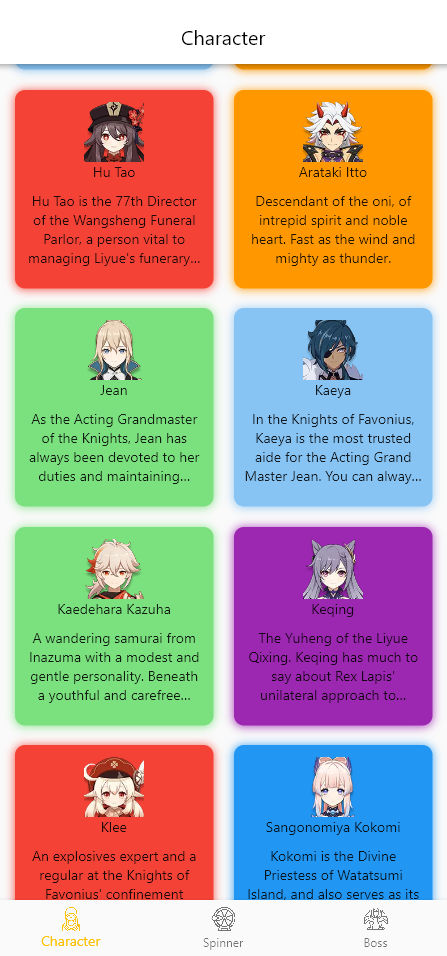 Character
Hu Tao
Hu Tao is the 77th Director
of the Wangsheng Funeral
Parlor, a person vital to
managing Liyue's funerary...
Arataki Itto
Descendant of the oni, of
intrepid spirit and noble
heart. Fast as the wind and
mighty as thunder.
Jean
As the Acting Grandmaster
of the Knights, Jean has
always been devoted to her
duties and maintaining...
Kaeya
In the Knights of Favonius,
Kaeya is the most trusted
aide for the Acting Grand
Master Jean. You can alway...
Kaedehara Kazuha
A wandering samurai from
Inazuma with a modest and
gentle personality. Beneath
a youthful and carefree...
Keqing
The Yuheng of the Liyue
Qixing. Keqing has much to
say about Rex Lapis'
unilateral approach to...
Klee
An explosives expert and a
regular at the Knights of
Favonius' confinement
Sangonomiya Kokomi
Kokomi is the Divine
Priestess of Watatsumi
Island, and also serves as its
Character
Spinner
Boss